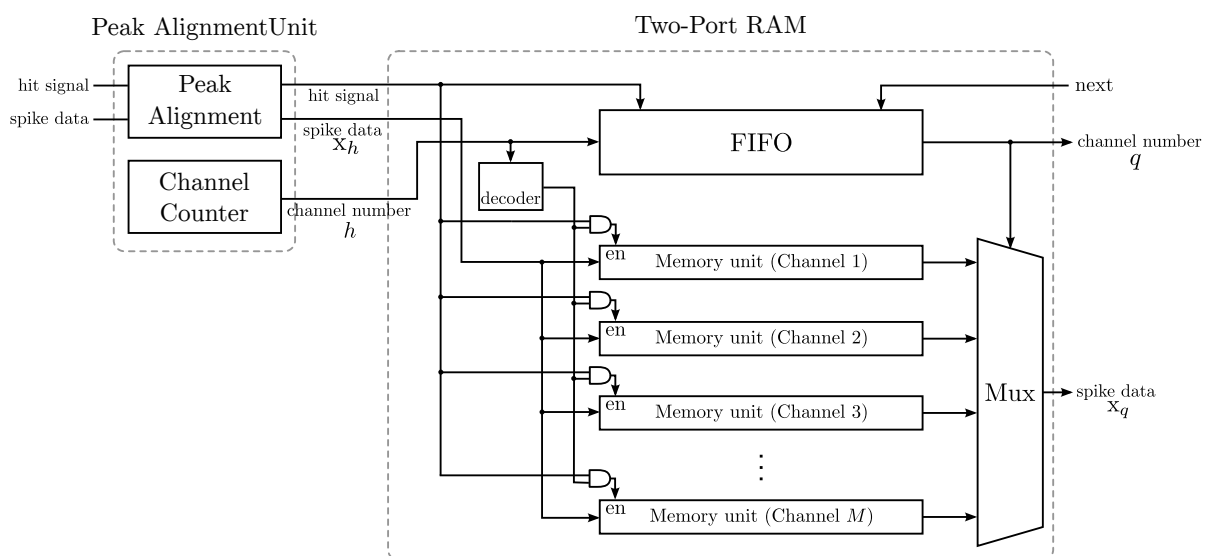 Peak AlignmentUnit
Two-Port RAM
hit signal
spike data
Peak
Alignment
hit signal
spike data
x_h
Channel
Counter
channel number
h
decoder
FIFO
next
channel number
q
en
Memory unit (Channel 1)
en
Memory unit (Channel 2)
en
Memory unit (Channel 3)
⋮
en
Memory unit (Channel M)
Mux
spike data
x_q